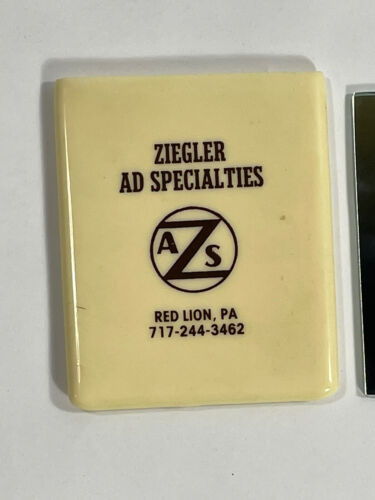 ZIEGLER
AD SPECIALTIES
AZS
RED LION, PA
717-244-3462